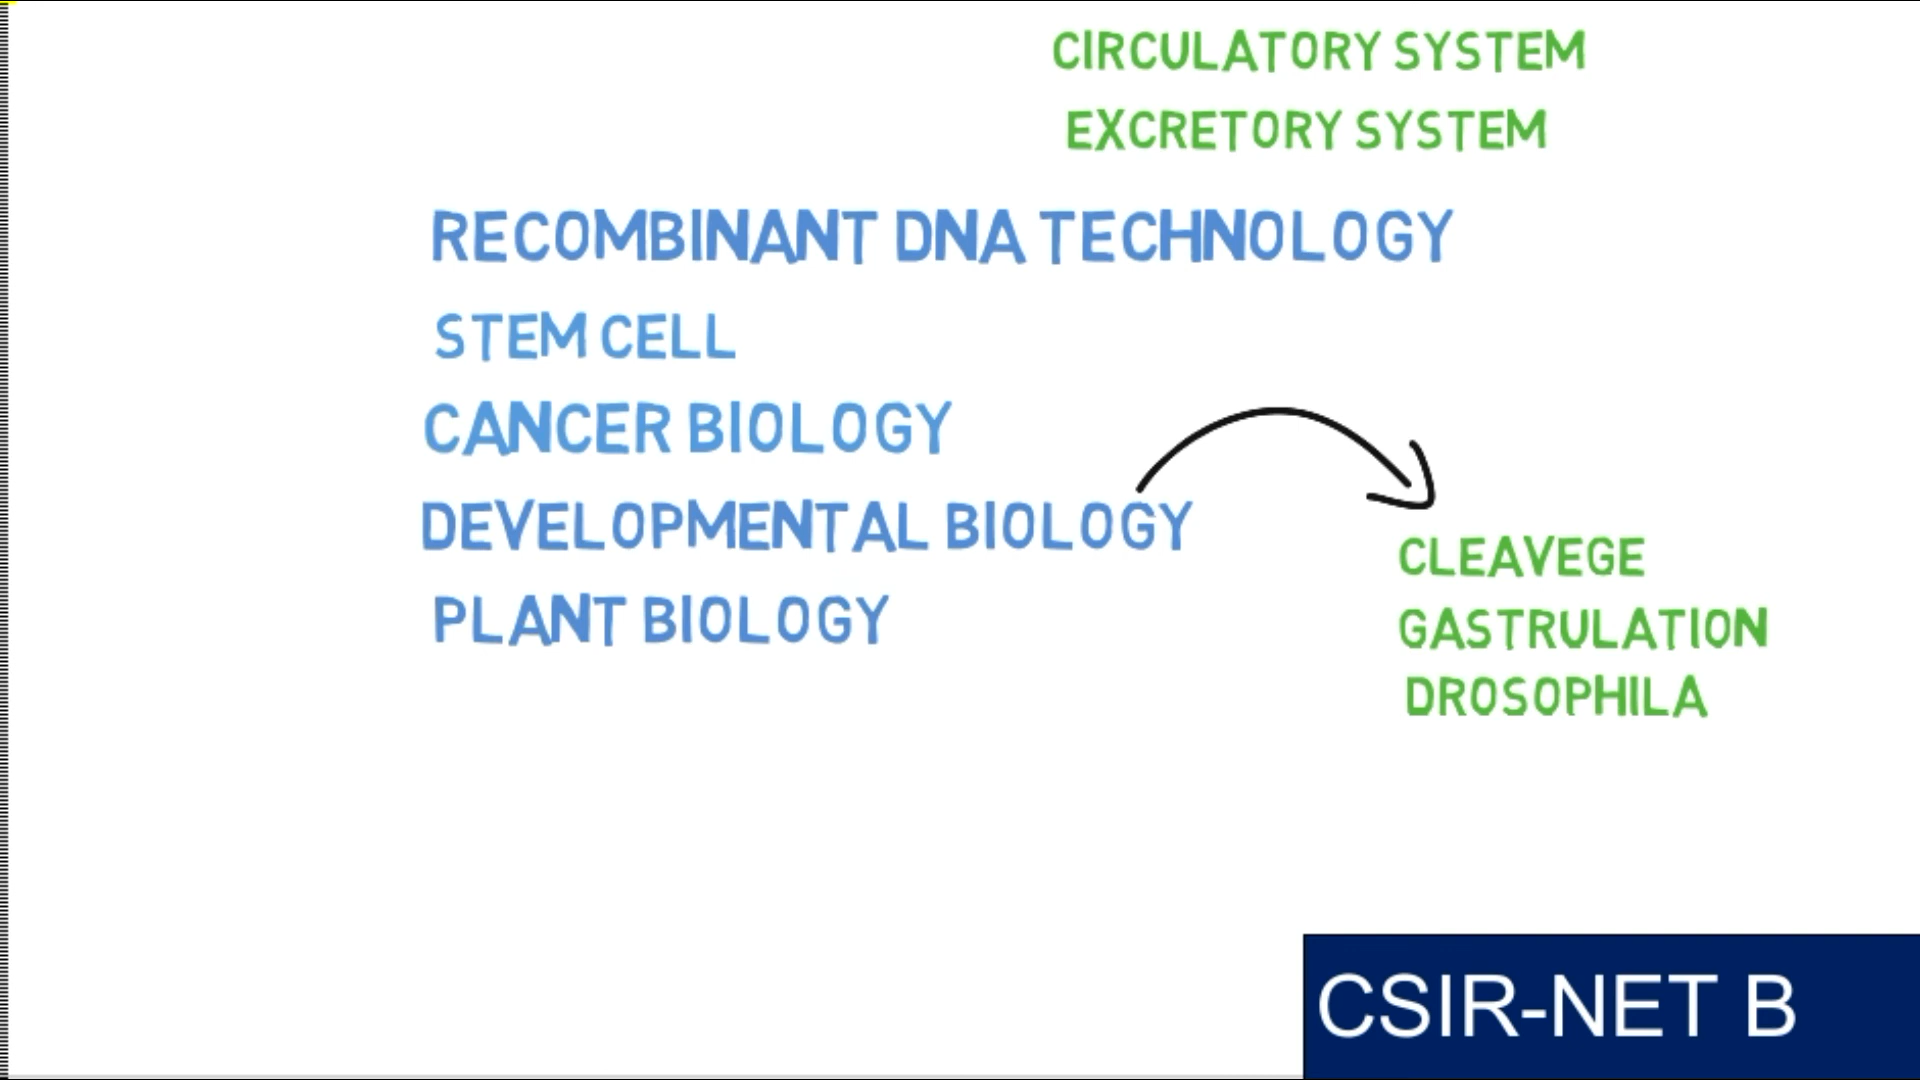 CIRCULATORY SYSTEM
EXCRETORY SYSTEM
RECOMBINANT DNA TECHNOLOGY
STEM CELL
CANCER BIOLOGY
DEVELOPMENTAL BIOLOGY
PLANT BIOLOGY
CLEAVEGE
GASTRULATION
DROSOPHILA
CSIR-NET B